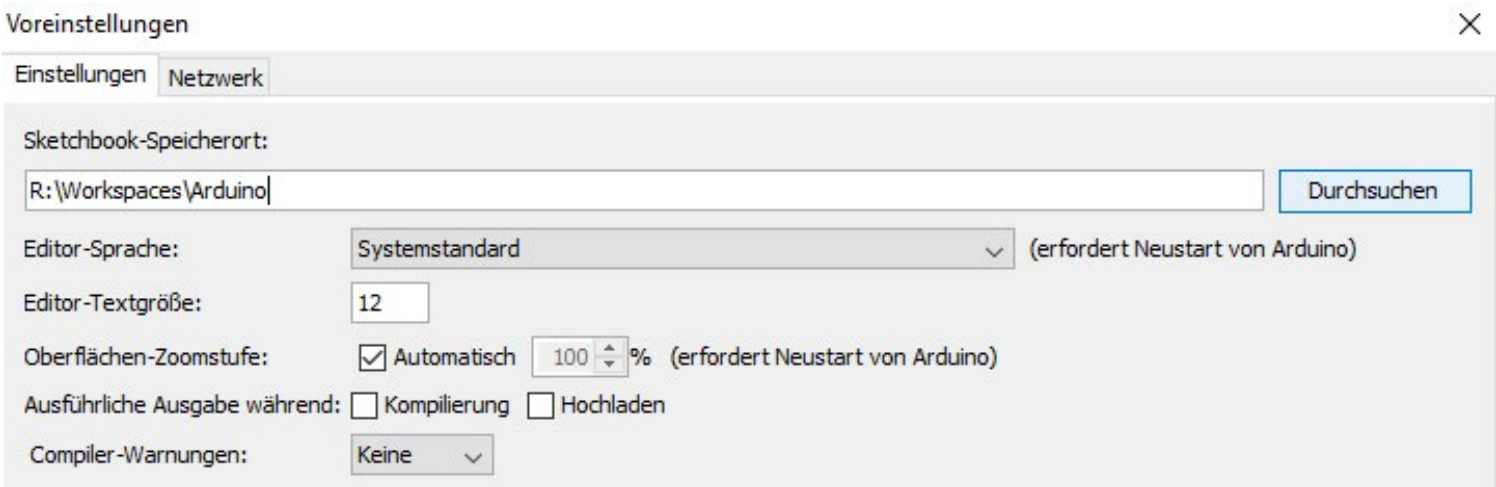 Voreinstellungen
Einstellungen Netzwerk
Sketchbook-Speicherort:
R:\Workspaces\Arduino Durchsuchen
Editor-Sprache: Systemstandard (erfordert Neustart von Arduino)
Editor-Textgröße: 12
Oberflächen-Zoomstufe: Automatisch 100 % (erfordert Neustart von Arduino)
Ausführliche Ausgabe während: Kompilierung Hochladen
Compiler-Warnungen: Keine